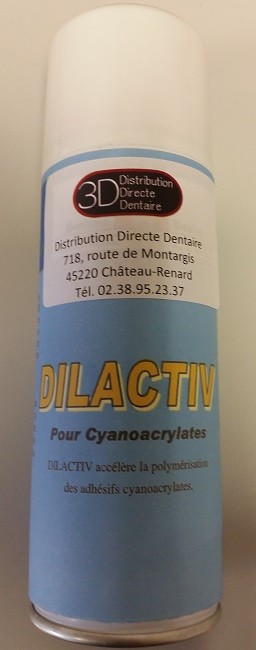 3D Distribution
Directe
Dentaire
Distribution Directe Dentaire
718, route de Montargis
45220 Château-Renard
Tél. 02.38.95.23.37
DILACTIV
Pour Cyanoacrylates
DILACTIV accélère la polymérisation
des adhésifs cyanoacrylates.